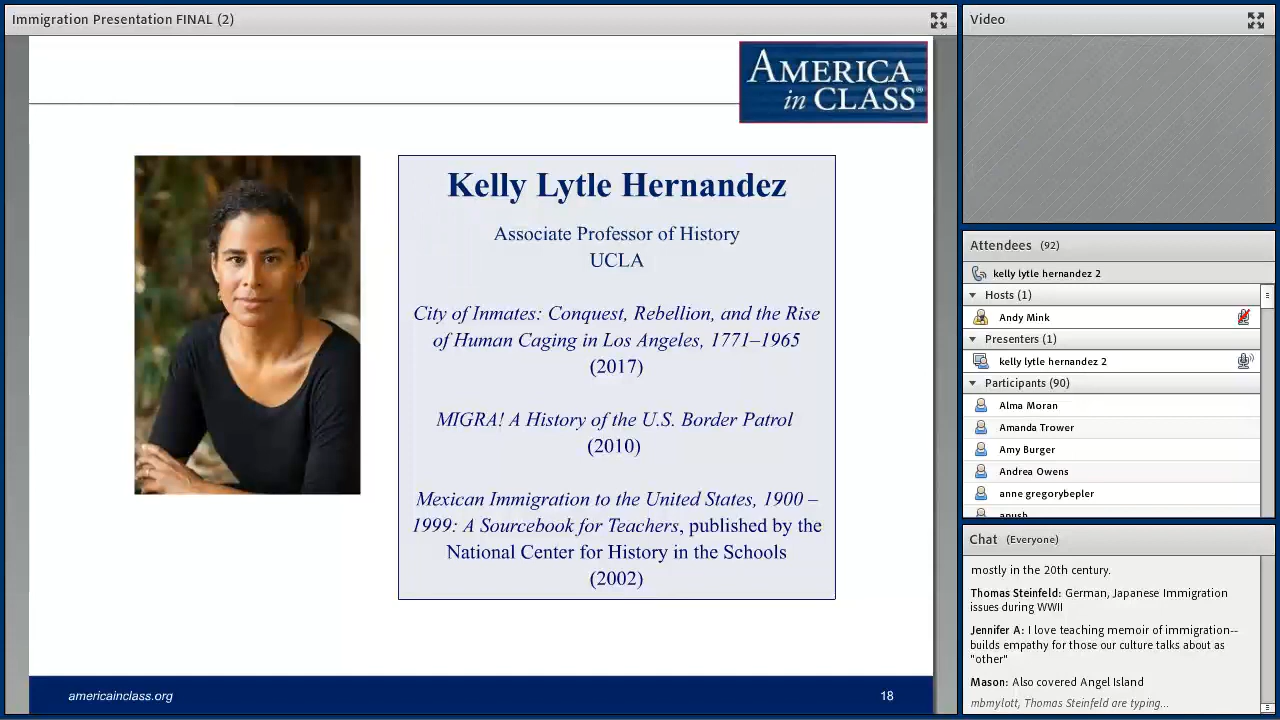 Immigration Presentation FINAL (2)
AMERICA
in CLASS®
Kelly Lytle Hernandez
Associate Professor of History
UCLA
City of Inmates: Conquest, Rebellion, and the Rise
of Human Caging in Los Angeles, 1771–1965
(2017)
MIGRA! A History of the U.S. Border Patrol
(2010)
Mexican Immigration to the United States, 1900 –
1999: A Sourcebook for Teachers, published by the
National Center for History in the Schools
(2002)
americainclass.org
18
Video
Attendees (92)
kelly lytle hernandez 2
Hosts (1)
Andy Mink
Presenters (1)
kelly lytle hernandez 2
Participants (90)
Alma Moran
Amanda Trower
Amy Burger
Andrea Owens
anne gregorybepler
anush
Chat (Everyone)
mostly in the 20th century.
Thomas Steinfeld: German, Japanese Immigration
issues during WWII
Jennifer A: I love teaching memoir of immigration--
builds empathy for those our culture talks about as
"other"
Mason: Also covered Angel Island
mbmylott, Thomas Steinfeld are typing...